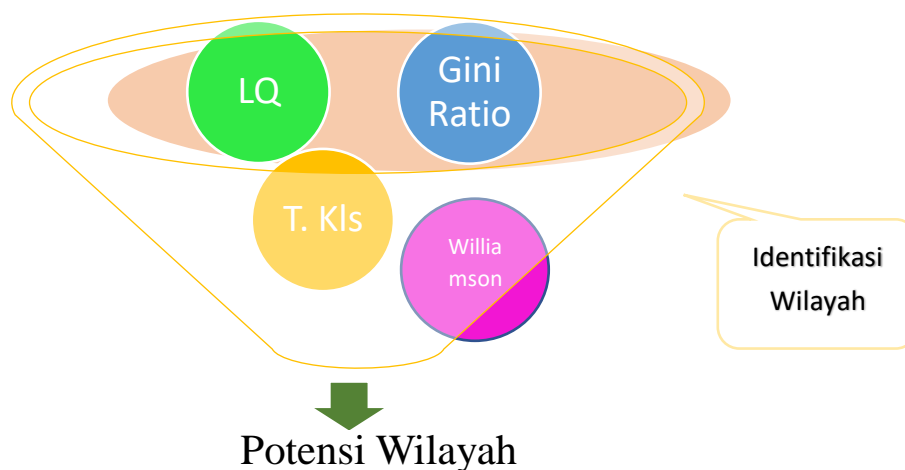 LQ
Gini
Ratio
T. Kls
Willia
mson
Identifikasi
Wilayah
Potensi Wilayah